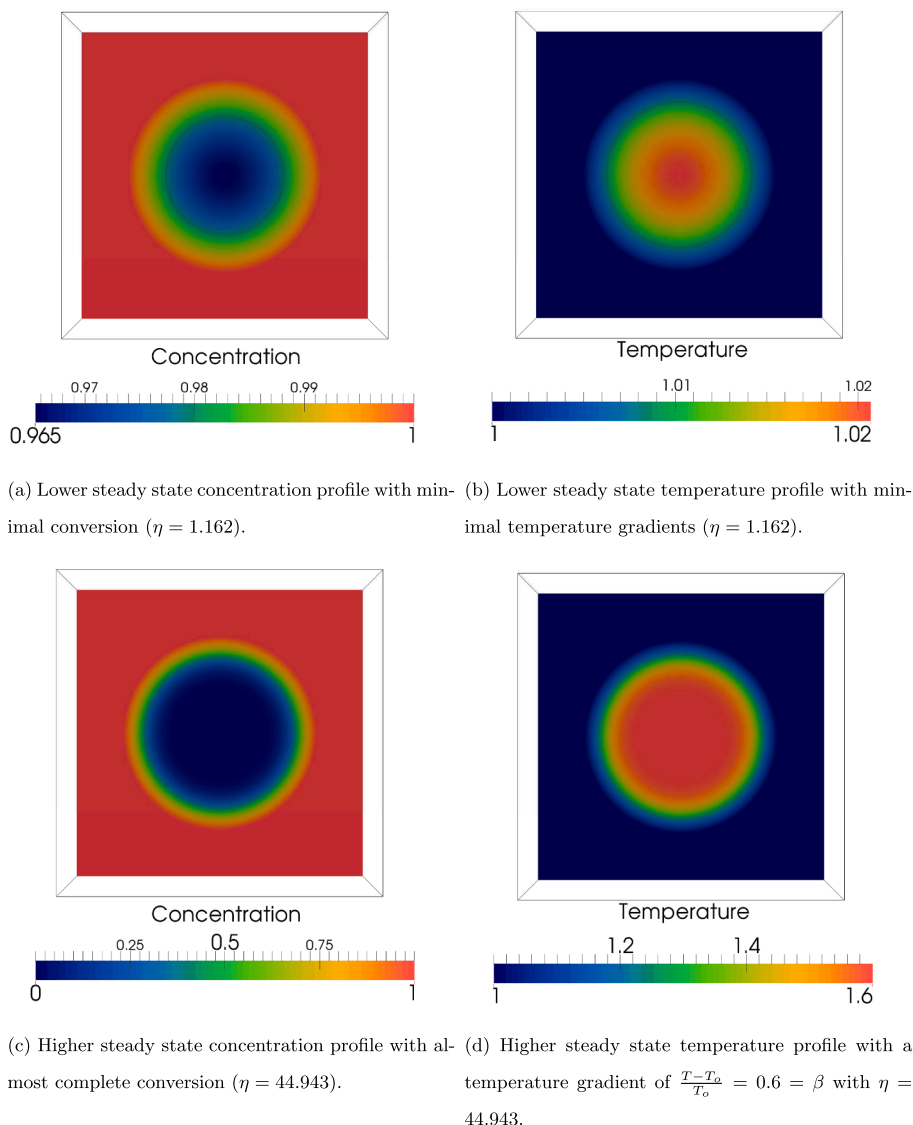 Concentration
0.97 0.98 0.99
0.965 1
Temperature
1.01 1.02
1 1.02
(a) Lower steady state concentration profile with min-
imal conversion (η = 1.162).
(b) Lower steady state temperature profile with min-
imal temperature gradients (η = 1.162).
Concentration
0.25 0.5 0.75
0 1
Temperature
1.2 1.4
1 1.6
(c) Higher steady state concentration profile with al-
most complete conversion (η = 44.943).
(d) Higher steady state temperature profile with a
temperature gradient of \frac{T-T_o}{T_o} = 0.6 = β with η =
44.943.